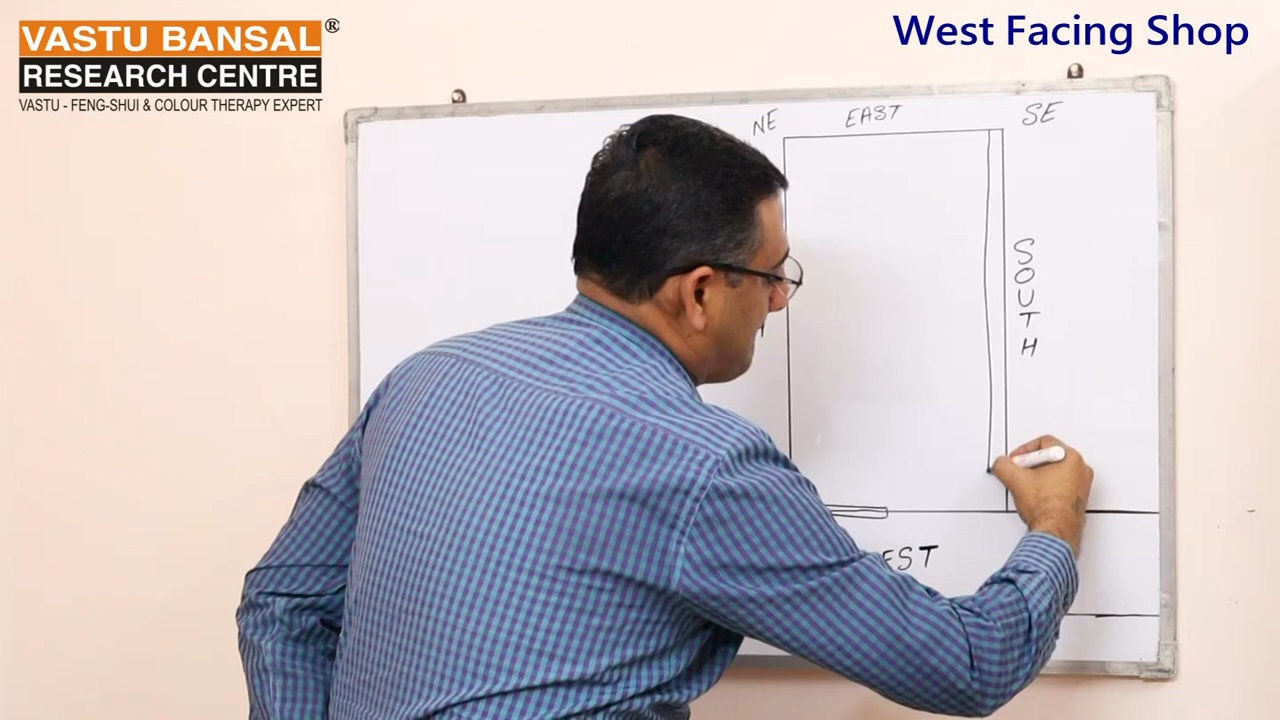 VASTU BANSAL®
RESEARCH CENTRE
VASTU - FENG-SHUI & COLOUR THERAPY EXPERT
West Facing Shop
NE EAST SE
SOUTH